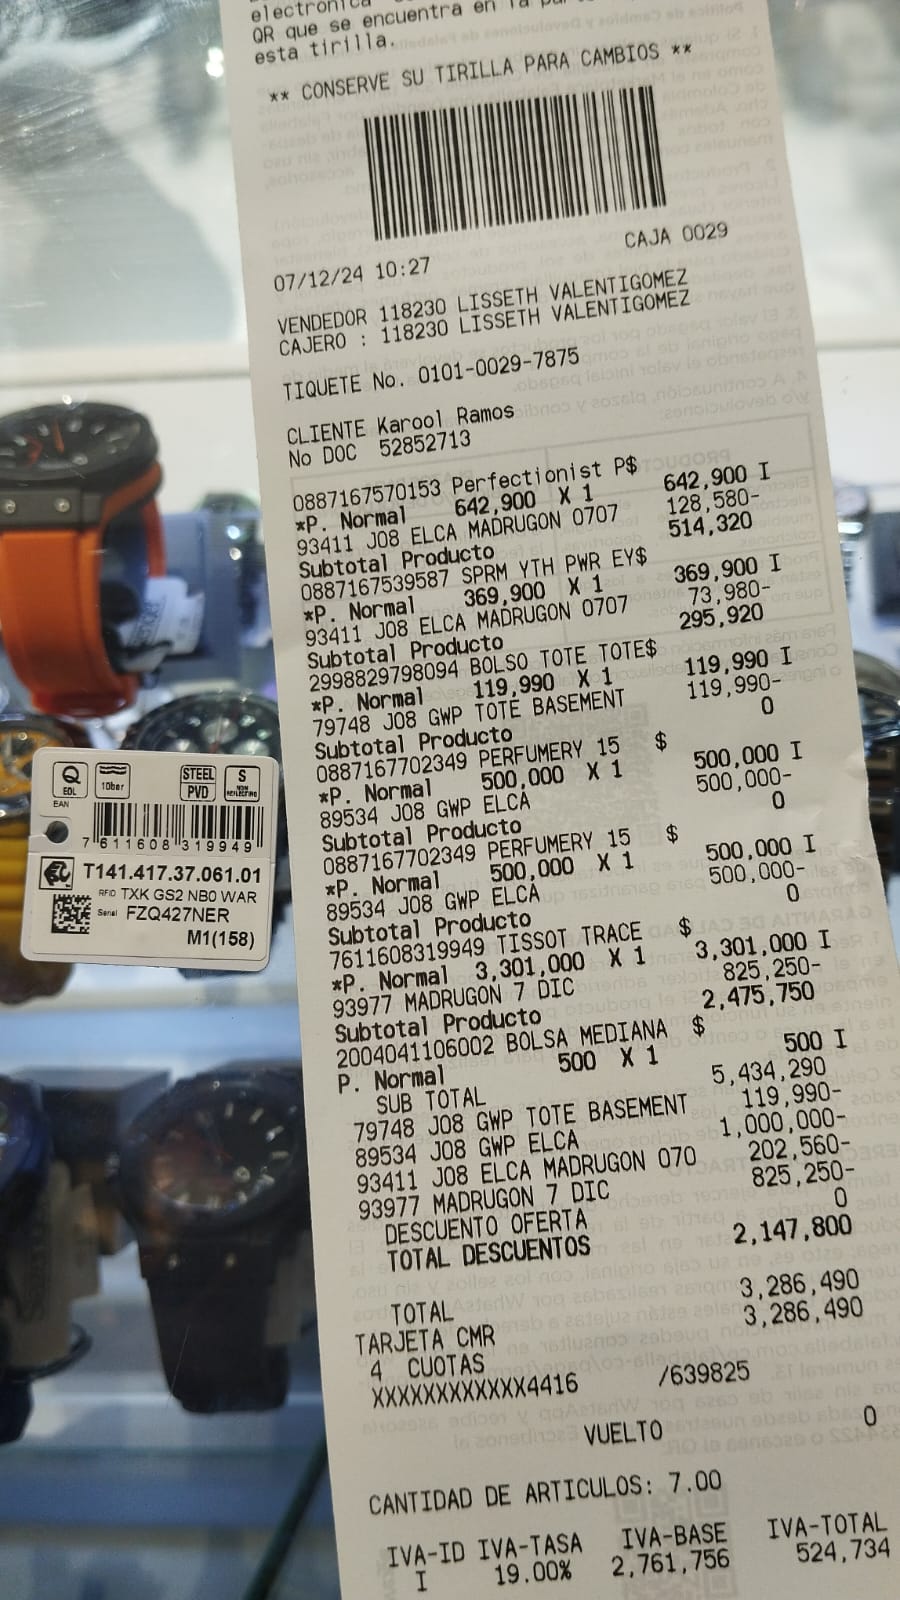 electrónica
QR que se encuentra en la
esta tirilla.
** CONSERVE SU TIRILLA PARA CAMBIOS **
CAJA 0029
07/12/24 10:27
VENDEDOR 118230 LISSETH VALENTIGOMEZ
CAJERO : 118230 LISSETH VALENTIGOMEZ
TIQUETE No. 0101-0029-7875
CLIENTE Karool Ramos
No DOC 52852713
0887167570153 Perfectionist P$ 642,900 I
*P. Normal 642,900 X 1
93411 J08 ELCA MADRUGON 0707 128,580-
Subtotal Producto 514,320
0887167539587 SPRM YTH PWR EY$ 369,900 I
*P. Normal 369,900 X 1
93411 J08 ELCA MADRUGON 0707 73,980-
Subtotal Producto 295,920
2998829798094 BOLSO TOTE TOTE$ 119,990 I
*P. Normal 119,990 X 1
79748 J08 GWP TOTE BASEMENT 119,990-
Subtotal Producto 0
0887167702349 PERFUMERY 15 $ 500,000 I
*P. Normal 500,000 X 1
89534 J08 GWP ELCA 500,000-
Subtotal Producto 0
0887167702349 PERFUMERY 15 $ 500,000 I
*P. Normal 500,000 X 1
89534 J08 GWP ELCA 500,000-
Subtotal Producto 0
7611608319949 TISSOT TRACE $ 3,301,000 I
*P. Normal 3,301,000 X 1
93977 MADRUGON 7 DIC 825,250-
Subtotal Producto 2,475,750
2004041106002 BOLSA MEDIANA $ 500 I
P. Normal 500 X 1
SUB TOTAL 5,434,290
79748 J08 GWP TOTE BASEMENT 119,990-
89534 J08 GWP ELCA 1,000,000-
93411 J08 ELCA MADRUGON 070 202,560-
93977 MADRUGON 7 DIC 825,250-
DESCUENTO OFERTA 0
TOTAL DESCUENTOS 2,147,800
TOTAL 3,286,490
TARJETA CMR 3,286,490
4 CUOTAS
XXXXXXXXXXXX4416 /639825
VUELTO 0
CANTIDAD DE ARTICULOS: 7.00
IVA-ID IVA-TASA IVA-BASE IVA-TOTAL
I 19.00% 2,761,756 524,734
Q EOL
10bar
STEEL PVD
S NON REFLECTING
EAN
7 611608 319949
T141.417.37.061.01
RFID TXK GS2 NB0 WAR
Serial FZQ427NER
M1(158)